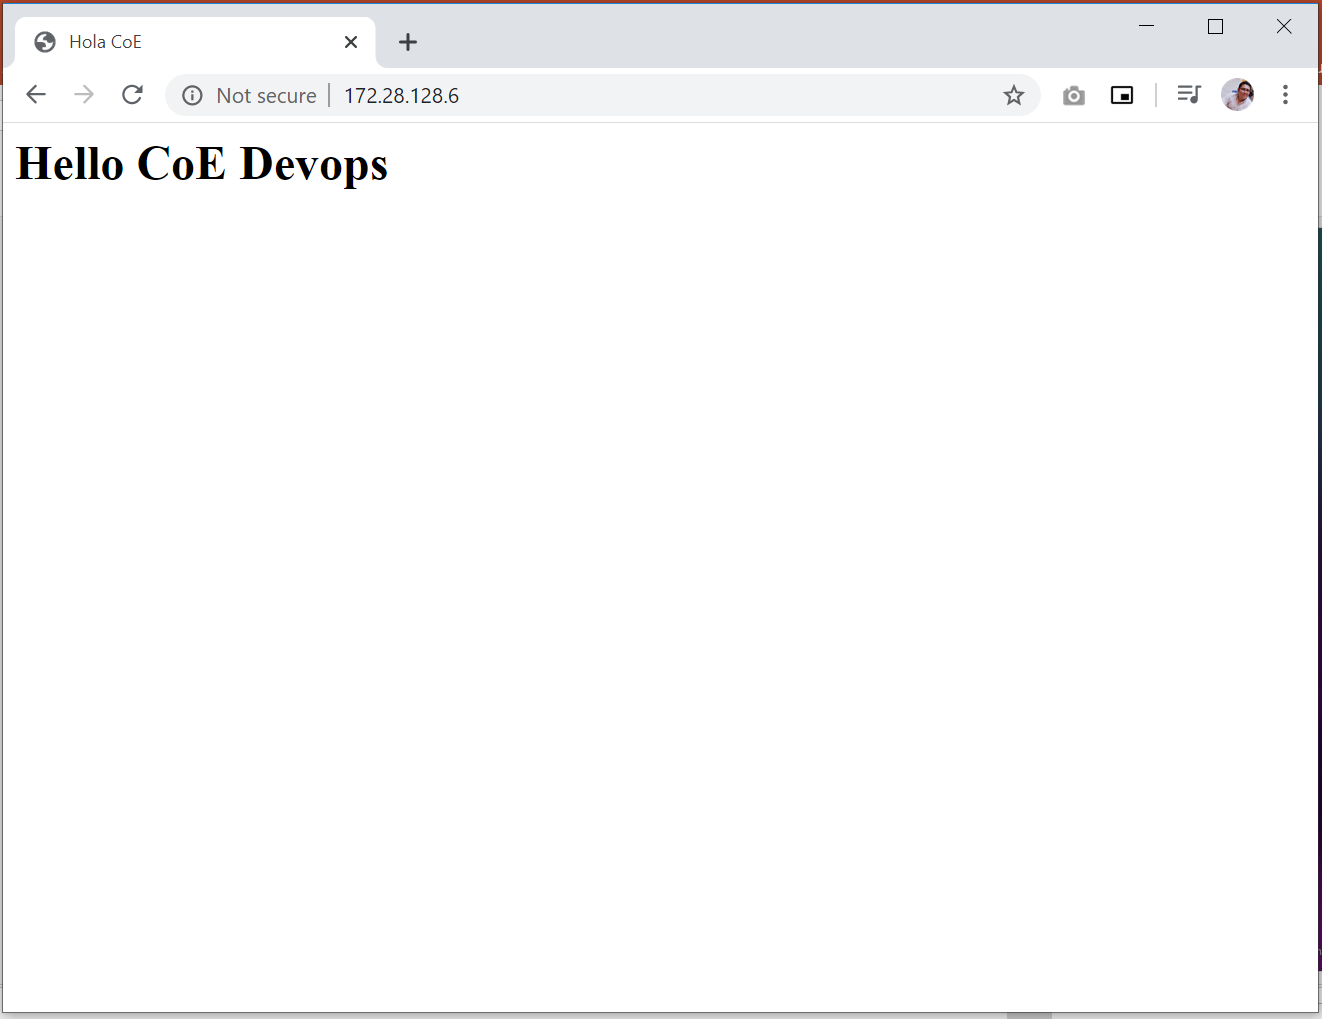 Hola CoE
Not secure | 172.28.128.6
Hello CoE Devops